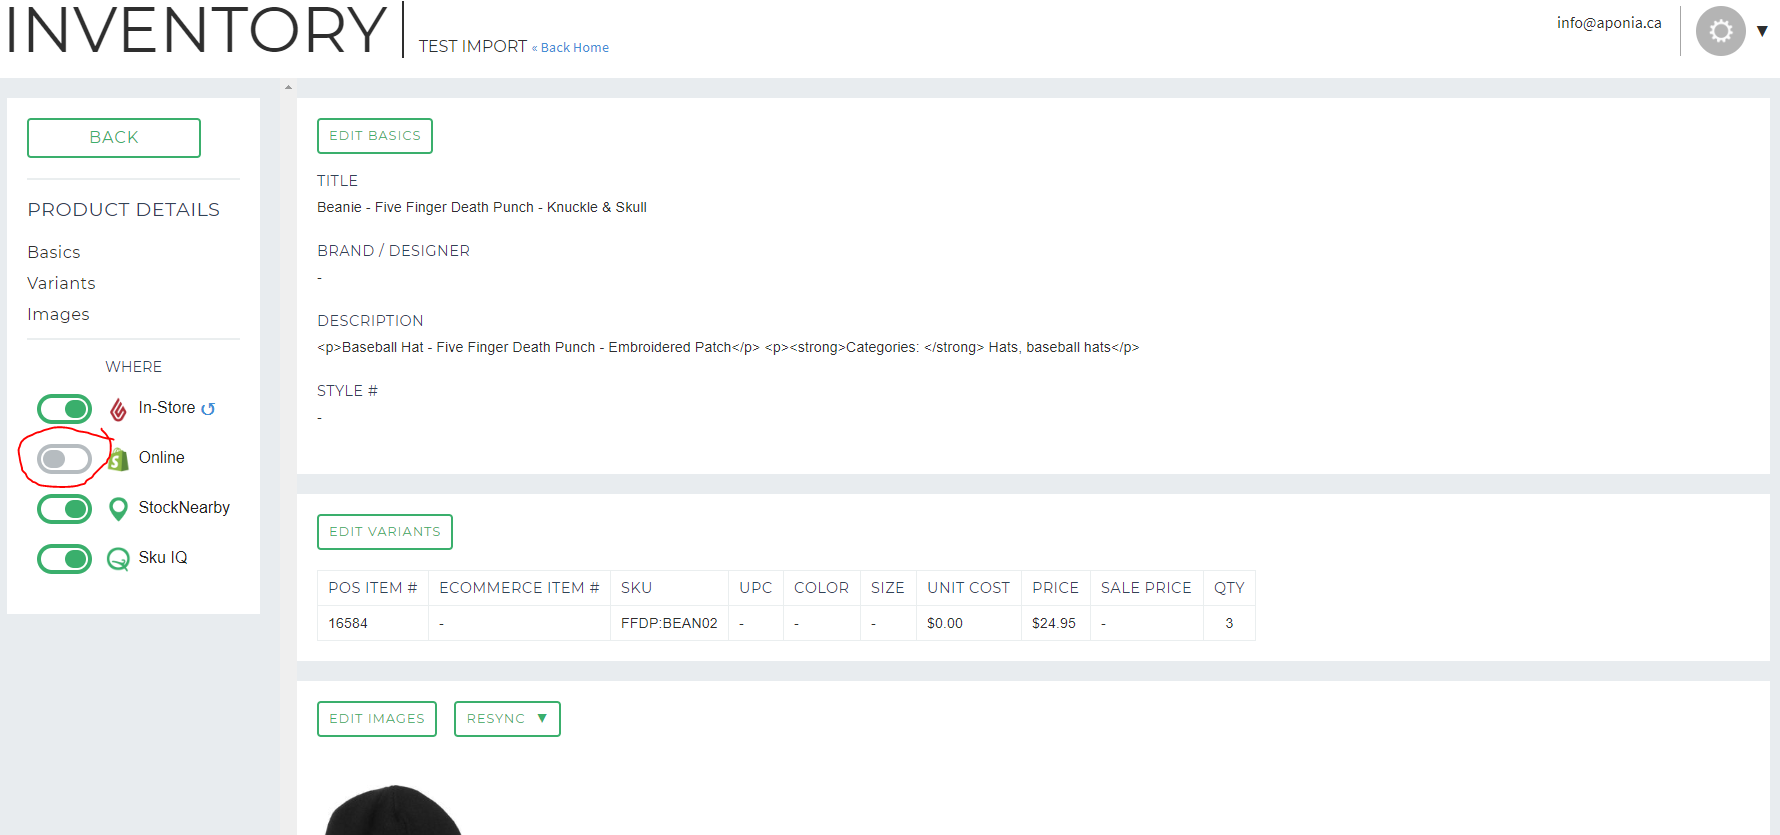 INVENTORY
TEST IMPORT « Back Home
info@aponia.ca
▼
BACK
PRODUCT DETAILS
Basics
Variants
Images
WHERE
In-Store
Online
StockNearby
Sku IQ
EDIT BASICS
TITLE
Beanie - Five Finger Death Punch - Knuckle & Skull
BRAND / DESIGNER
-
DESCRIPTION
<p>Baseball Hat - Five Finger Death Punch - Embroidered Patch</p> <p><strong>Categories: </strong> Hats, baseball hats</p>
STYLE #
-
EDIT VARIANTS
POS ITEM # ECOMMERCE ITEM # SKU UPC COLOR SIZE UNIT COST PRICE SALE PRICE QTY
16584 - FFDP:BEAN02 - - - $0.00 $24.95 - 3
EDIT IMAGES
RESYNC ▼